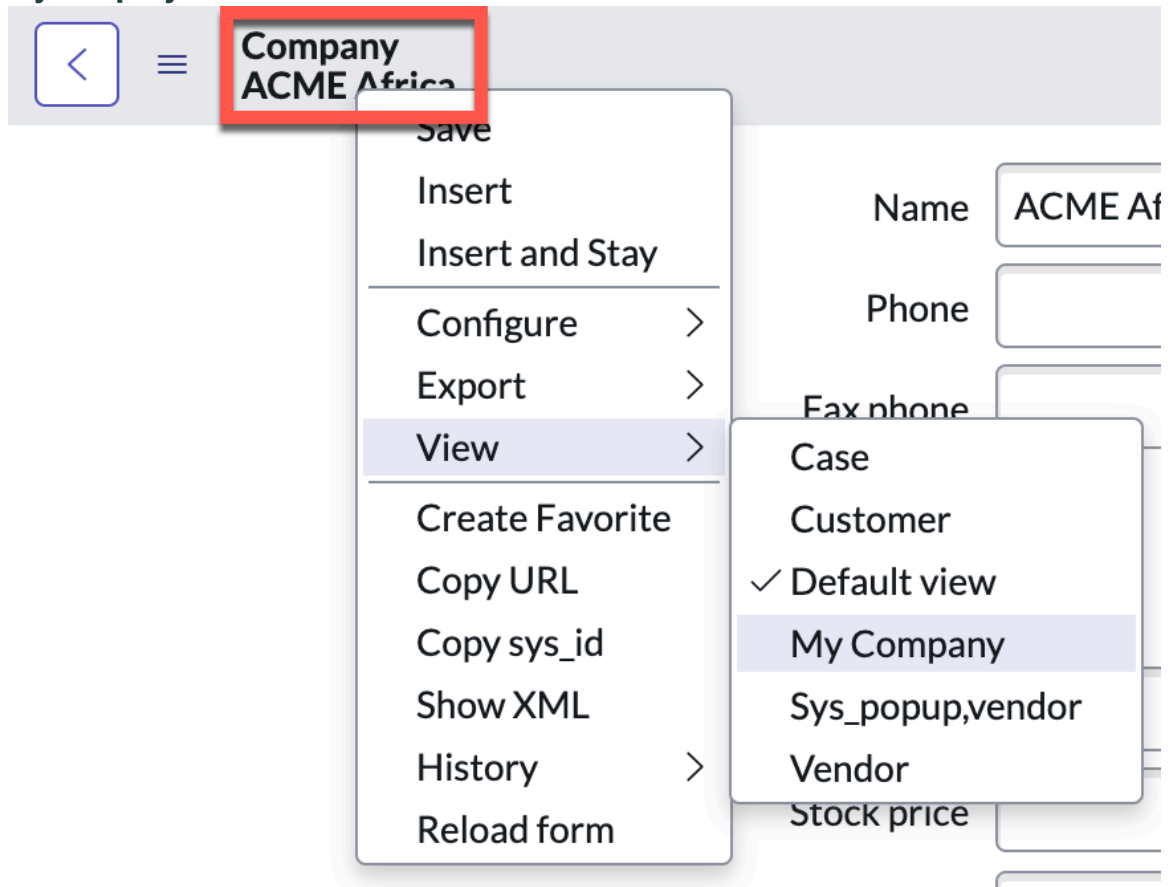 Company
ACME Africa
Save
Insert
Insert and Stay
Configure
Export
View
Create Favorite
Copy URL
Copy sys_id
Show XML
History
Reload form
Case
Customer
Default view
My Company
Sys_popup,vendor
Vendor
Name
ACME Af
Phone
Fax phone
Stock price